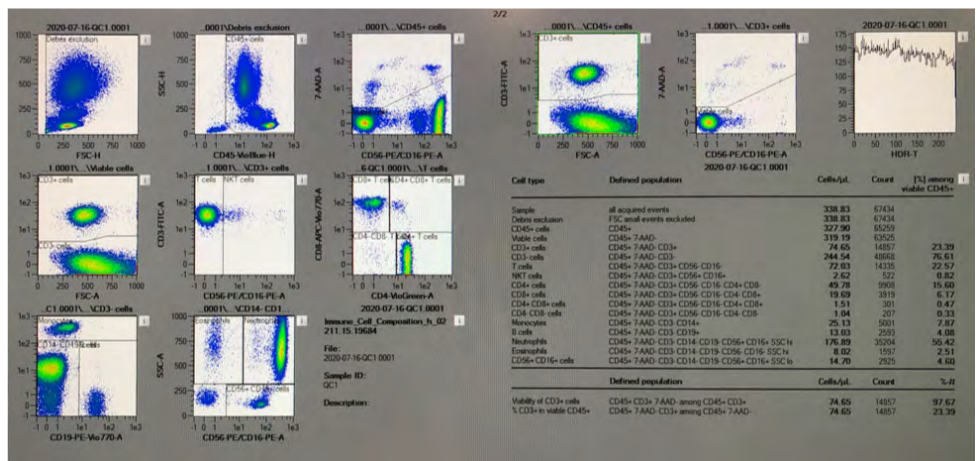 2/2
2020-07-16-QC1.0001
Debris exclusion
FSC-H
...0001\...\Debris exclusion
CD45+ cells
SSC-H
CD45-VioBlue-H
...0001\...\CD45+ cells
7-AAD-A
CD56-PE/CD16-PE-A
...0001\...\CD45+ cells
CD3+ cells
CD3-FITC-A
FSC-A
...1.0001\...\CD3+ cells
7-AAD-A
CD56-PE/CD16-PE-A
2020-07-16-QC1.0001
HDR-T
1.0001\...\Viable cells
CD3+ cells
CD3- cells
FSC-A
1.0001\...\CD3+ cells
T cells
NKT cells
CD3-FITC-A
CD56-PE/CD16-PE-A
6-QC1.0001\...\T cells
CD8+ T cells
CD4+ CD8+ T cells
CD4-CD8- T
CD8-APC-Vio770-A
CD4-VioGreen-A
...C1.0001\...\CD3- cells
Monocytes
B cells
CD19-PE-Vio770-A
...0001\...\CD14-CD1...
Eosinophils
Neutrophils
CD56+ CD16+
SSC-A
CD56-PE/CD16-PE-A
2020-07-16-QC1.0001
Immune_Cell_Composition_h_02
211.15.19684
File:
2020-07-16-QC1.0001
Sample ID:
QC1
Description:
2020-07-16-QC1.0001
Cell type Defined population Cells/µL Count [%] among viable CD45+
Sample all acquired events 338.83 67434
Debris exclusion FSC small events excluded 338.83 67434
CD45+ cells CD45+ 327.90 65259
Viable cells CD45+ 7-AAD- 319.19 63525
CD3+ cells CD45+ 7-AAD- CD3+ 74.65 14857 23.39
CD3- cells CD45+ 7-AAD- CD3- 244.54 48668 76.61
T cells CD45+ 7-AAD- CD3+ CD56- CD16- 72.03 14335 22.57
NKT cells CD45+ 7-AAD- CD3+ CD56+ CD16+ 2.62 522 0.82
CD4+ cells CD45+ 7-AAD- CD3+ CD56- CD16- CD4+ CD8- 49.78 9908 15.60
CD8+ cells CD45+ 7-AAD- CD3+ CD56- CD16- CD4- CD8+ 19.69 3919 6.17
CD4+ CD8+ cells CD45+ 7-AAD- CD3+ CD56- CD16- CD4+ CD8+ 1.51 301 0.47
CD4- CD8- cells CD45+ 7-AAD- CD3+ CD56- CD16- CD4- CD8- 1.04 207 0.33
Monocytes CD45+ 7-AAD- CD3- CD14+ 25.13 5001 7.87
B cells CD45+ 7-AAD- CD3- CD19+ 13.03 2593 4.08
Neutrophils CD45+ 7-AAD- CD3- CD14- CD19- CD56+ CD16+ SSC hi 176.89 35204 55.42
Eosinophils CD45+ 7-AAD- CD3- CD14- CD19- CD56- CD16- SSC hi 8.02 1597 2.51
CD56+ CD16+ cells CD45+ 7-AAD- CD3- CD14- CD19- CD56+ CD16+ SSC lo 14.70 2925 4.60
Defined population Cells/µL Count %-#
Viability of CD3+ cells CD45+ CD3+ 7-AAD- among CD45+ CD3+ 74.65 14857 97.67
% CD3+ in viable CD45+ CD45+ 7-AAD- CD3+ among CD45+ 7-AAD- 74.65 14857 23.39